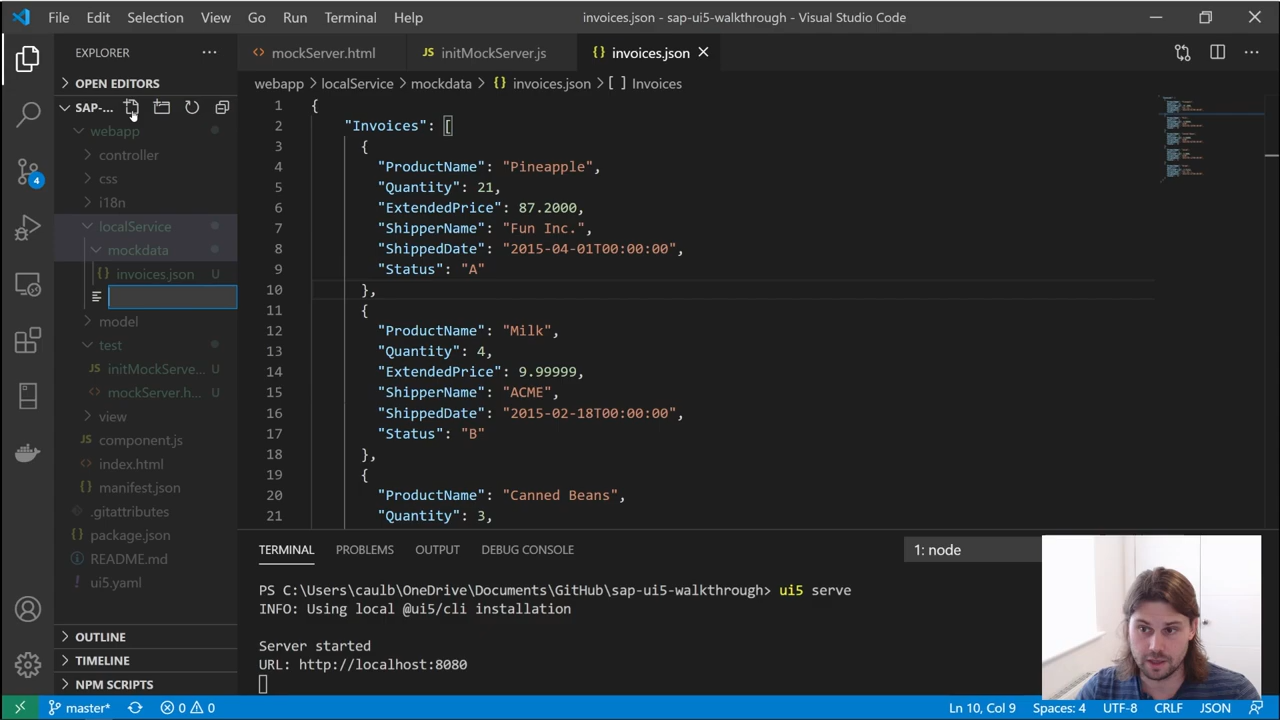 File Edit Selection View Go Run Terminal Help
invoices.json - sap-ui5-walkthrough - Visual Studio Code
EXPLORER
OPEN EDITORS
SAP-...
webapp
controller
css
i18n
localService
mockdata
{} invoices.json U
model
test
JS initMockServe... U
<> mockServer.h... U
view
JS component.js
<> index.html
{} manifest.json
.gitattributes
{} package.json
README.md
ui5.yaml
OUTLINE
TIMELINE
NPM SCRIPTS
4
<> mockServer.html
JS initMockServer.js
{} invoices.json
webapp > localService > mockdata > {} invoices.json > [ ] Invoices
1 {
2 "Invoices": [
3 {
4 "ProductName": "Pineapple",
5 "Quantity": 21,
6 "ExtendedPrice": 87.2000,
7 "ShipperName": "Fun Inc.",
8 "ShippedDate": "2015-04-01T00:00:00",
9 "Status": "A"
10 },
11 {
12 "ProductName": "Milk",
13 "Quantity": 4,
14 "ExtendedPrice": 9.99999,
15 "ShipperName": "ACME",
16 "ShippedDate": "2015-02-18T00:00:00",
17 "Status": "B"
18 },
19 {
20 "ProductName": "Canned Beans",
21 "Quantity": 3,
TERMINAL PROBLEMS OUTPUT DEBUG CONSOLE
1: node
PS C:\Users\caulb\OneDrive\Documents\GitHub\sap-ui5-walkthrough> ui5 serve
INFO: Using local @ui5/cli installation
Server started
URL: http://localhost:8080
master* 0 0
Ln 10, Col 9 Spaces: 4 UTF-8 CRLF JSON